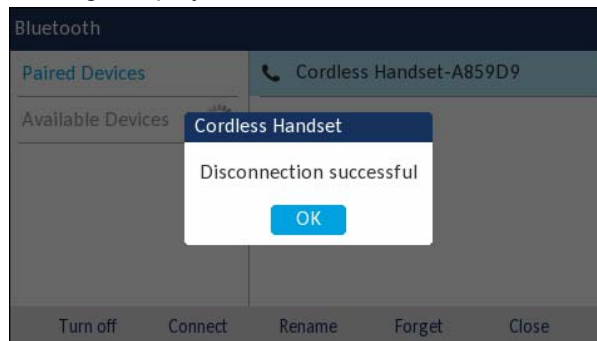 Bluetooth
Paired Devices
Cordless Handset-A859D9
Available Devices
Cordless Handset
Disconnection successful
OK
Turn off Connect Rename Forget Close